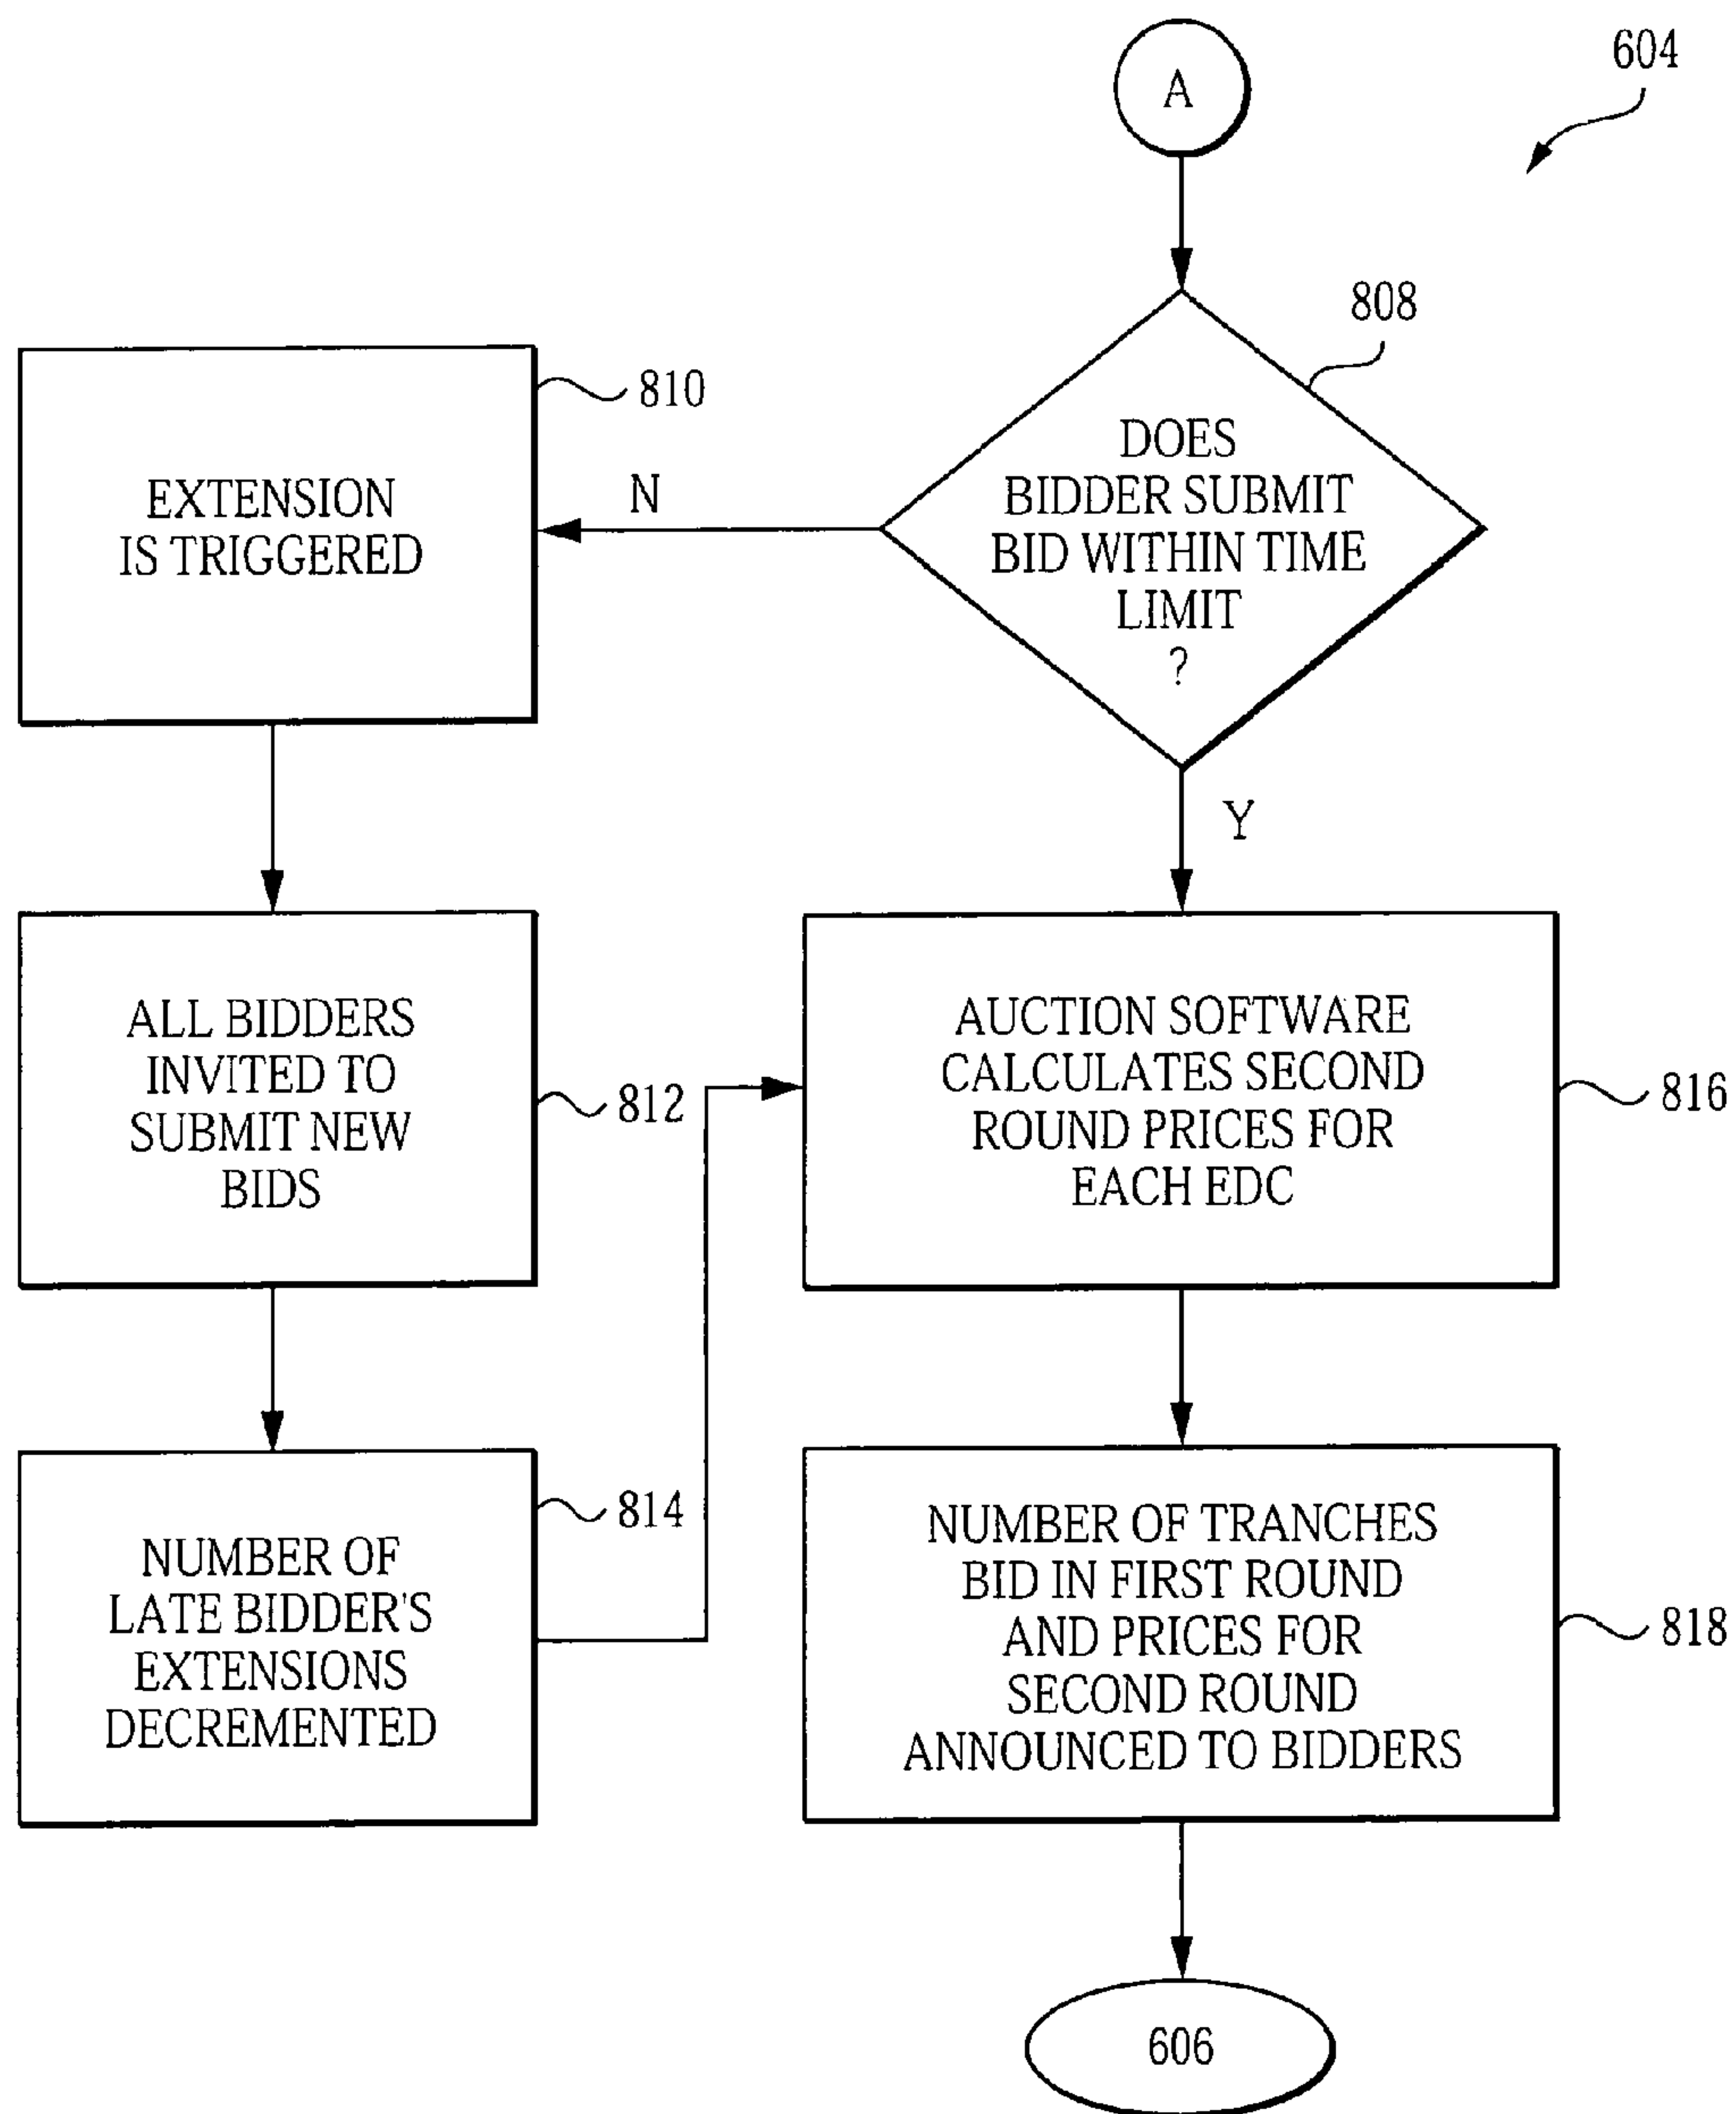 604
A
808
DOES
BIDDER SUBMIT
BID WITHIN TIME
LIMIT
?
N
810
EXTENSION
IS TRIGGERED
Y
ALL BIDDERS
INVITED TO
SUBMIT NEW
BIDS
812
AUCTION SOFTWARE
CALCULATES SECOND
ROUND PRICES FOR
EACH EDC
816
NUMBER OF
LATE BIDDER'S
EXTENSIONS
DECREMENTED
814
NUMBER OF TRANCHES
BID IN FIRST ROUND
AND PRICES FOR
SECOND ROUND
ANNOUNCED TO BIDDERS
818
606